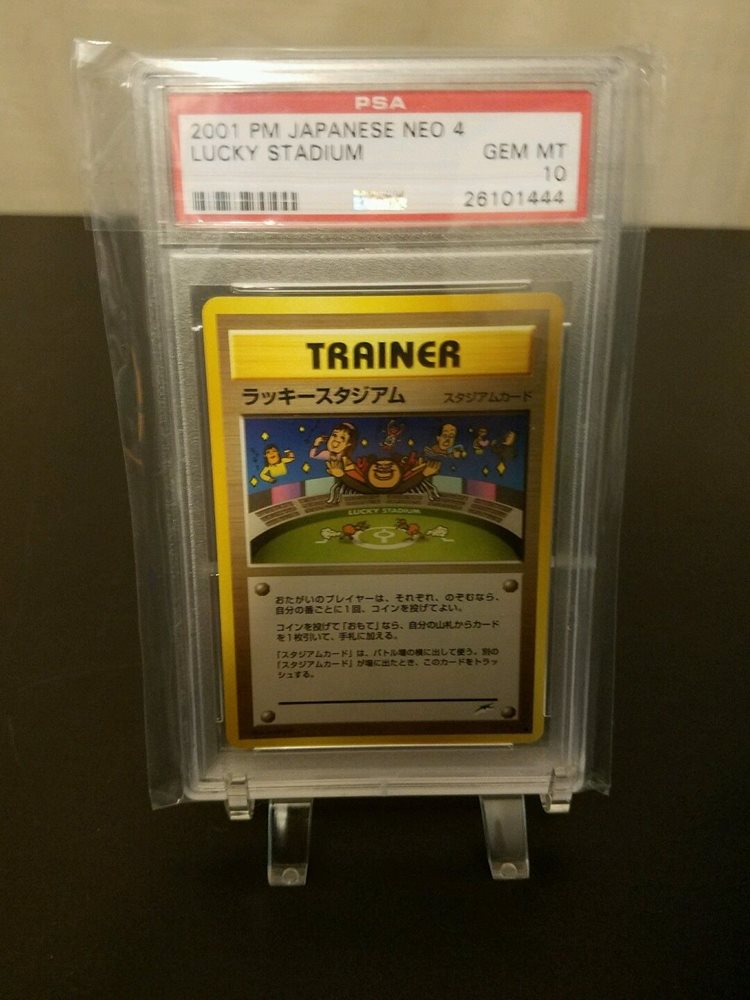 PSA
2001 PM JAPANESE NEO 4
LUCKY STADIUM GEM MT
10
26101444
TRAINER
ラッキースタジアム スタジアムカード
LUCKY STADIUM
おたがいのプレイヤーは、それぞれ、のぞむなら、
自分の番ごとに1回、コインを投げてよい。
コインを投げて「おもて」なら、自分の山札からカード
を1枚引いて、手札に加える。
「スタジアムカード」は、バトル場の横に出して使う。別の
「スタジアムカード」が場に出たとき、このカードをトラッ
シュする。